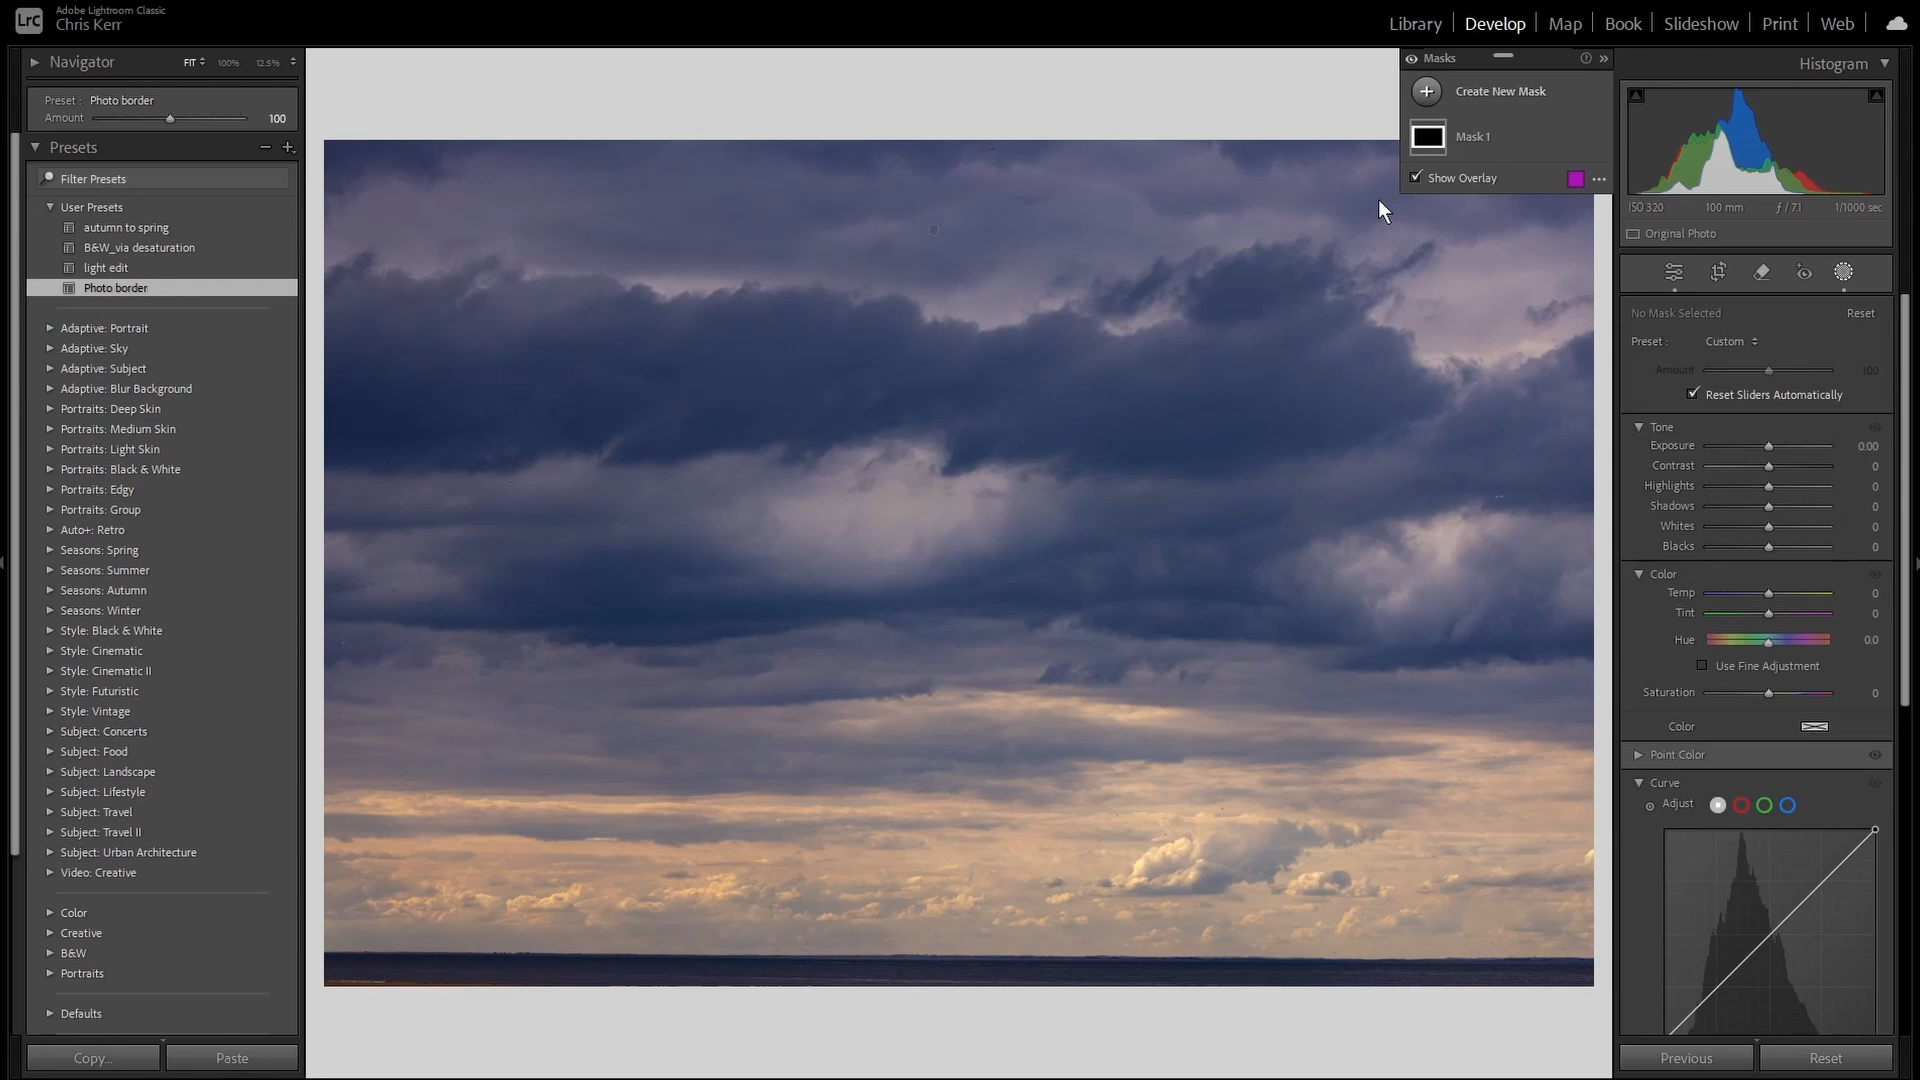 LrC
Adobe Lightroom Classic
Chris Kerr
Library
Develop
Map
Book
Slideshow
Print
Web
Navigator
FIT
100%
12.5%
Preset : Photo border
Amount 100
Presets
Filter Presets
User Presets
autumn to spring
B&W_via desaturation
light edit
Photo border
Adaptive: Portrait
Adaptive: Sky
Adaptive: Subject
Adaptive: Blur Background
Portraits: Deep Skin
Portraits: Medium Skin
Portraits: Light Skin
Portraits: Black & White
Portraits: Edgy
Portraits: Group
Auto+: Retro
Seasons: Spring
Seasons: Summer
Seasons: Autumn
Seasons: Winter
Style: Black & White
Style: Cinematic
Style: Cinematic II
Style: Futuristic
Style: Vintage
Subject: Concerts
Subject: Food
Subject: Landscape
Subject: Lifestyle
Subject: Travel
Subject: Travel II
Subject: Urban Architecture
Video: Creative
Color
Creative
B&W
Portraits
Defaults
Copy...
Paste
Masks
Create New Mask
Mask 1
Show Overlay
Histogram
ISO 320 100 mm ƒ / 7.1 1/1000 sec
Original Photo
No Mask Selected Reset
Preset : Custom
Amount 100
Reset Sliders Automatically
Tone
Exposure 0.00
Contrast 0
Highlights 0
Shadows 0
Whites 0
Blacks 0
Color
Temp 0
Tint 0
Hue 0.0
Use Fine Adjustment
Saturation 0
Color
Point Color
Curve
Adjust
Previous
Reset